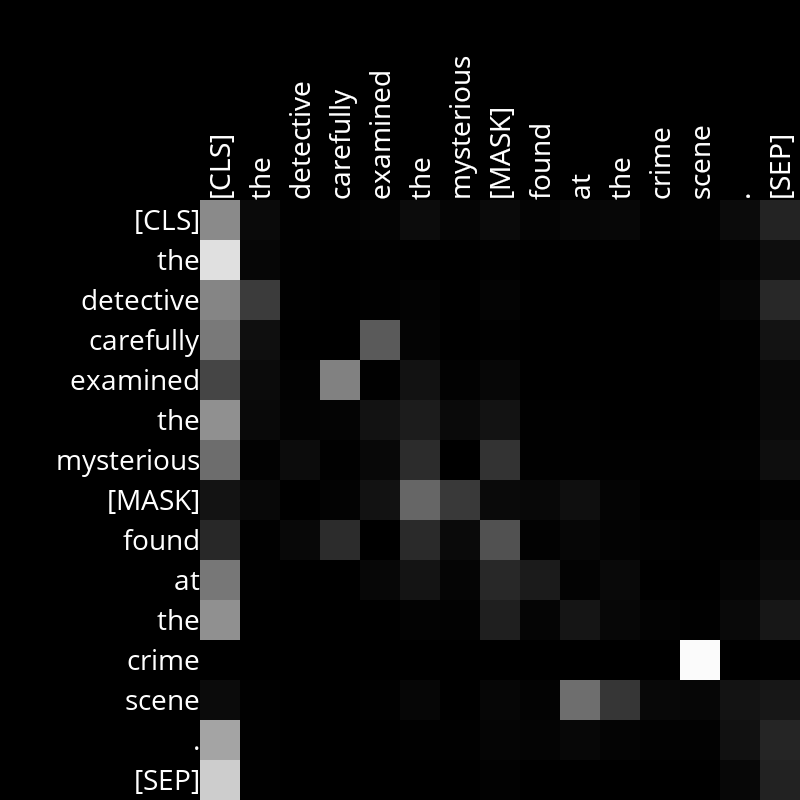 [CLS] the detective carefully examined the mysterious [MASK] found at the crime scene . [SEP]
[CLS]
the
detective
carefully
examined
the
mysterious
[MASK]
found
at
the
crime
scene
.
[SEP]